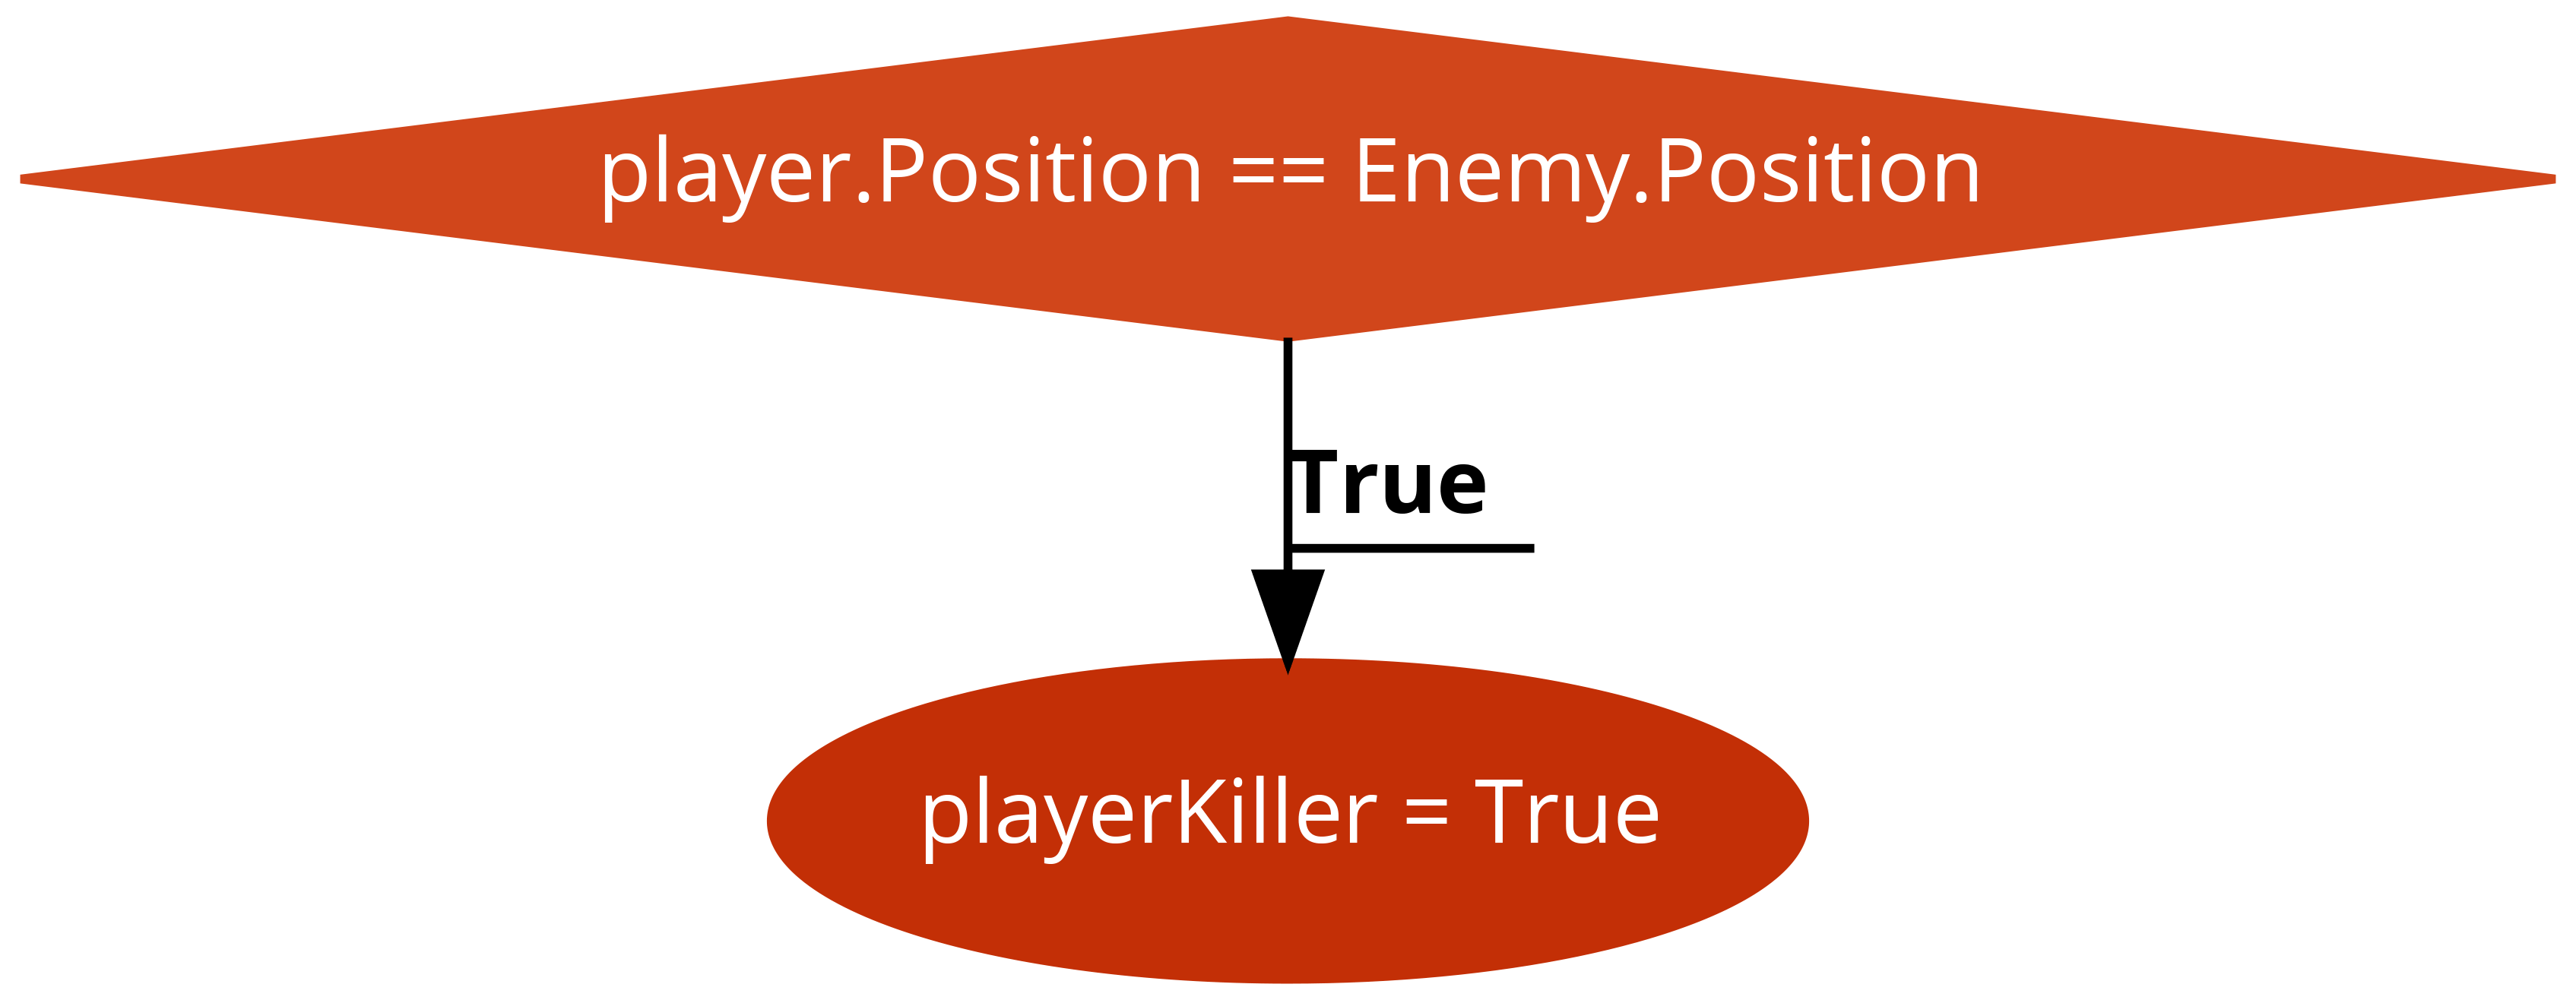 player.Position == Enemy.Position
True
playerKiller = True